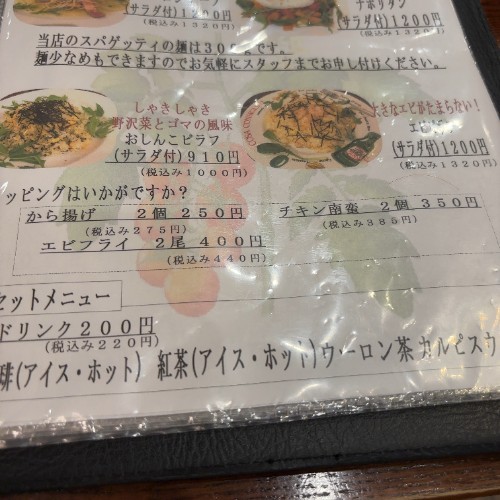 (サラダ付)1200円
(税込み1320円)
ナポリタン
(サラダ付)1200円
(税込み1320円)
当店のスパゲッティの麺は300gです。
麺少なめもできますのでお気軽にスタッフまでお申し付けください。
しゃきしゃき
野沢菜とゴマの風味
おしんこピラフ
(サラダ付)910円
(税込み1000円)
大きなエビがたまらない!
(サラダ付)1200円
(税込み1320円)
ッピングはいかがですか?
から揚げ 2個 250円
(税込み275円)
チキン南蛮 2個 350円
(税込み385円)
エビフライ 2尾 400円
(税込み440円)
セットメニュー
ドリンク200円
(税込み220円)
琲(アイス・ホット) 紅茶(アイス・ホット)ウーロン茶 カルピスウ